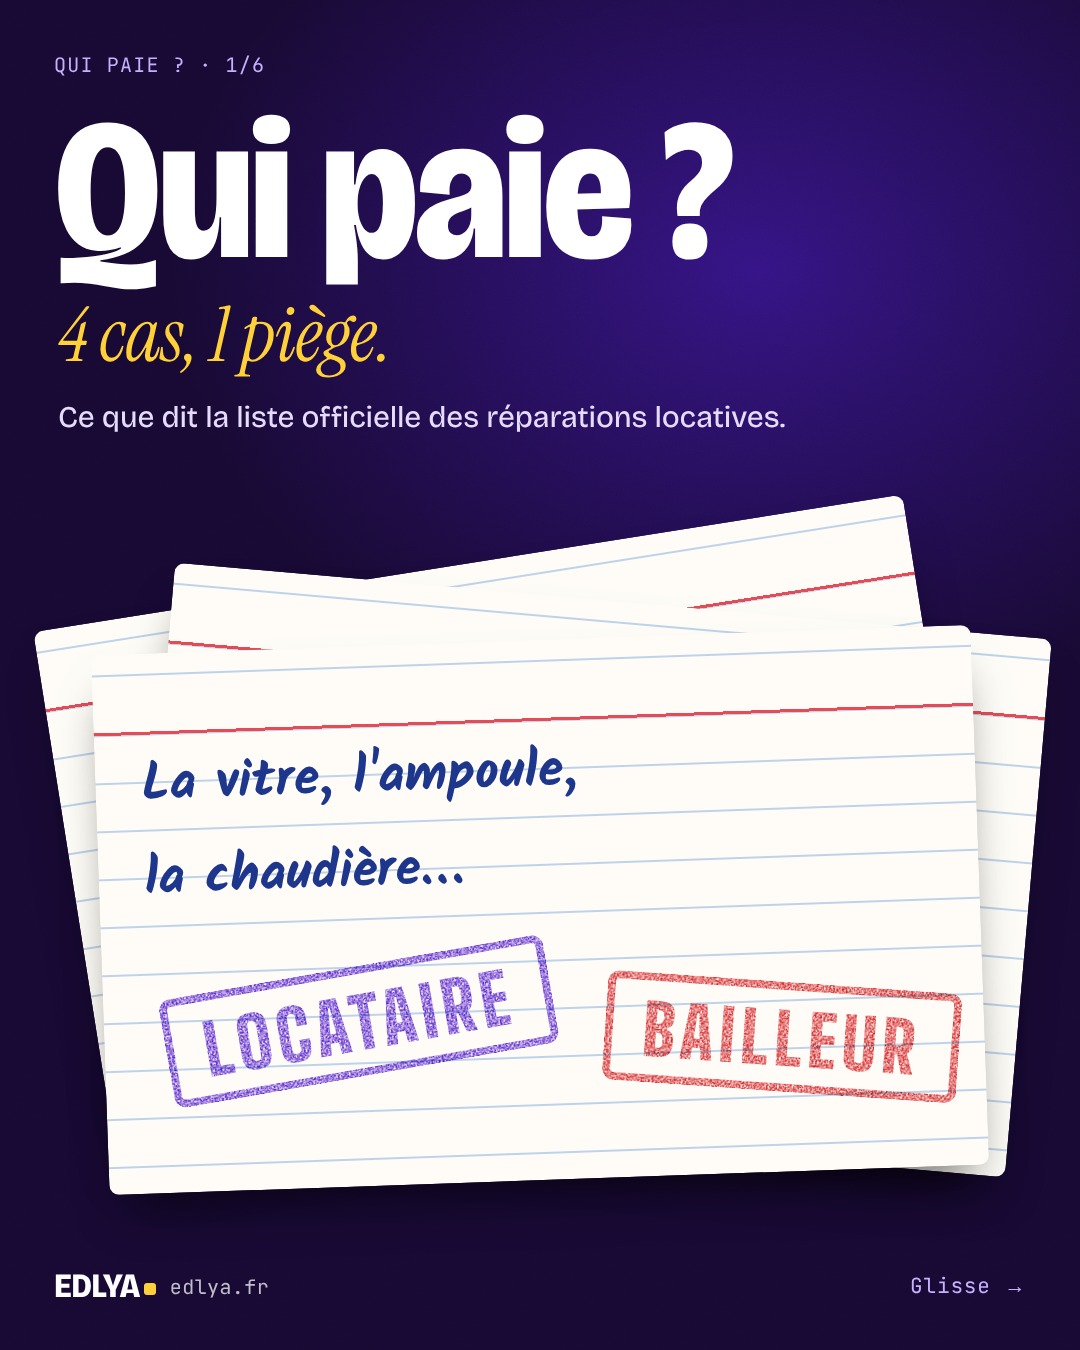 QUI PAIE ? · 1/6
Qui paie ?
4 cas, 1 piège.
Ce que dit la liste officielle des réparations locatives.
La vitre, l'ampoule,
la chaudière...
LOCATAIRE
BAILLEUR
EDLYA edlya.fr
Glisse →